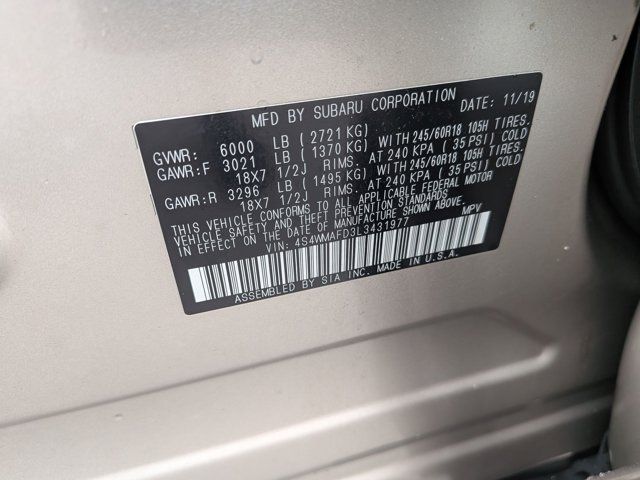 MFD BY SUBARU CORPORATION DATE: 11/19
GVWR: 6000 LB (2721 KG)
GAWR:F 3021 LB (1370 KG) WITH 245/60R18 105H TIRES.
18X7 1/2J RIMS. AT 240 KPA (35 PSI) COLD
GAWR:R 3296 LB (1495 KG) WITH 245/60R18 105H TIRES.
18X7 1/2J RIMS. AT 240 KPA (35 PSI) COLD
THIS VEHICLE CONFORMS TO ALL APPLICABLE FEDERAL MOTOR
VEHICLE SAFETY AND THEFT PREVENTION STANDARDS
IN EFFECT ON THE DATE OF MANUFACTURE SHOWN ABOVE.
VIN: 4S4WMAFD3L3431977 MPV
ASSEMBLED BY SIA INC. MADE IN U.S.A.